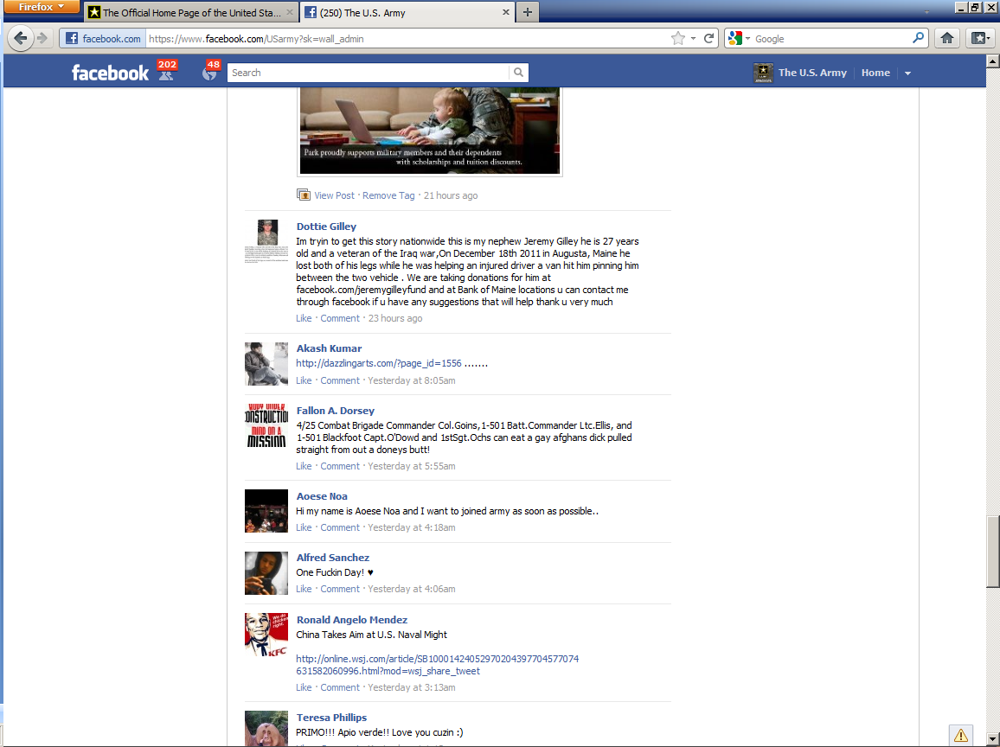 Firefox
The Official Home Page of the United Sta...
(250) The U.S. Army
facebook.com
https://www.facebook.com/USarmy?sk=wall_admin
Google
facebook
202
48
Search
The U.S. Army
Home
Park proudly supports military members and their dependents
with scholarships and tuition discounts.
View Post · Remove Tag · 21 hours ago
Dottie Gilley
Im tryin to get this story nationwide this is my nephew Jeremy Gilley he is 27 years
old and a veteran of the Iraq war,On December 18th 2011 in Augusta, Maine he
lost both of his legs while he was helping an injured driver a van hit him pinning him
between the two vehicle . We are taking donations for him at
facebook.com/jeremygilleyfund and at Bank of Maine locations u can contact me
through facebook if u have any suggestions that will help thank u very much
Like · Comment · 23 hours ago
Akash Kumar
http://dazzlingarts.com/?page_id=1556 .......
Like · Comment · Yesterday at 8:05am
BODY UNDER
CONSTRUCTION
MIND ON A
MISSION
Fallon A. Dorsey
4/25 Combat Brigade Commander Col.Goins,1-501 Batt.Commander Ltc.Ellis, and
1-501 Blackfoot Capt.O'Dowd and 1stSgt.Ochs can eat a gay afghans dick pulled
straight from out a doneys butt!
Like · Comment · Yesterday at 5:55am
Aoese Noa
Hi my name is Aoese Noa and I want to joined army as soon as possible..
Like · Comment · Yesterday at 4:18am
Alfred Sanchez
One Fuckin Day! ♥
Like · Comment · Yesterday at 4:06am
We do
chicken
right.
KFC
Ronald Angelo Mendez
China Takes Aim at U.S. Naval Might
http://online.wsj.com/article/SB10001424052970204397704577074
631582060996.html?mod=wsj_share_tweet
Like · Comment · Yesterday at 3:13am
Teresa Phillips
PRIMO!!! Apio verde!! Love you cuzin :)